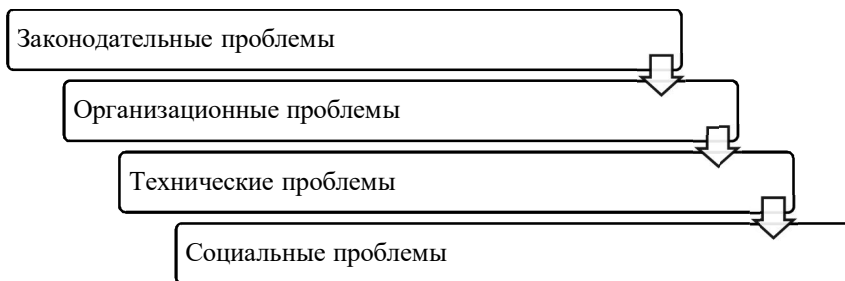 Законодательные проблемы
Организационные проблемы
Технические проблемы
Социальные проблемы